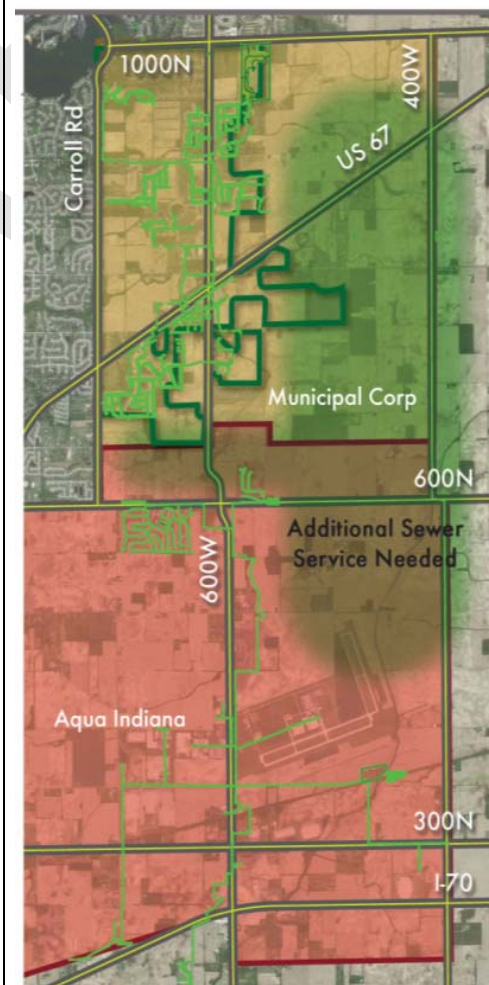 1000N
400W
Carroll Rd
US 67
Municipal Corp
600N
Additional Sewer
Service Needed
600W
Aqua Indiana
300N
I-70